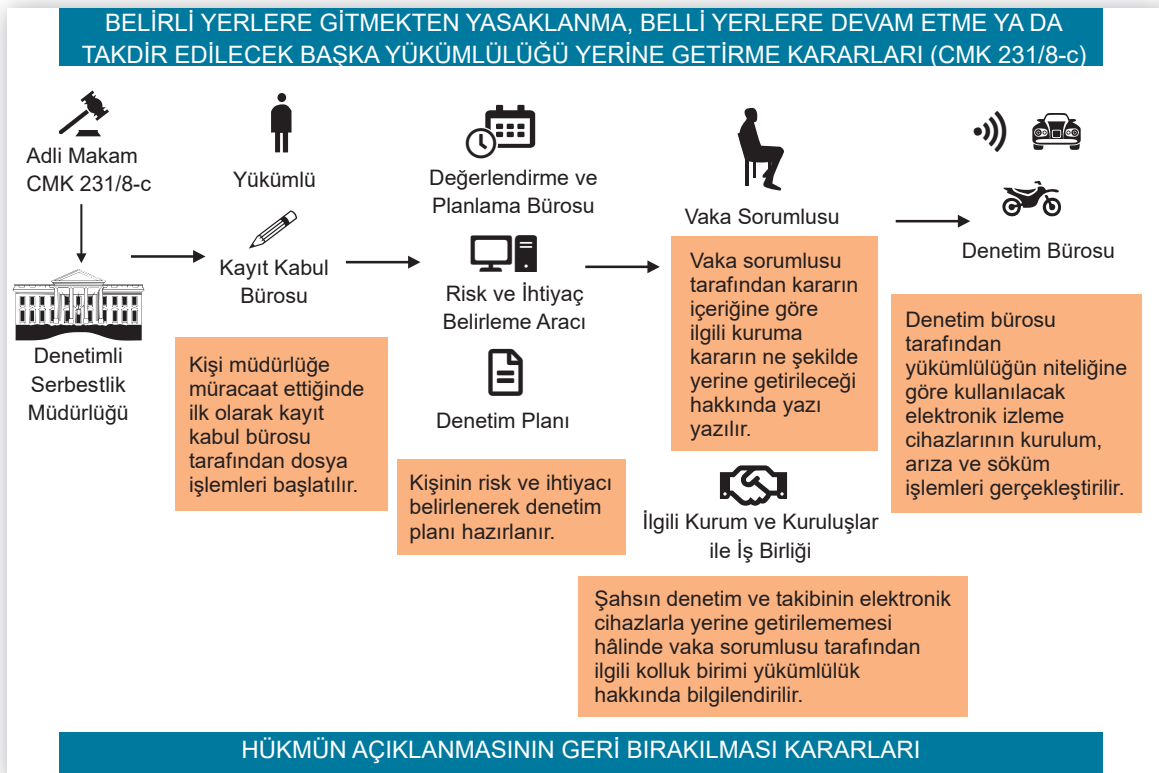 BELİRLİ YERLERE GİTMEKTEN YASAKLANMA, BELLİ YERLERE DEVAM ETME YA DA
TAKDİR EDİLECEK BAŞKA YÜKÜMLÜLÜĞÜ YERİNE GETİRME KARARLARI (CMK 231/8-c)
Adli Makam
CMK 231/8-c
Denetimli
Serbestlik
Müdürlüğü
Yükümlü
Kayıt Kabul
Bürosu
Kişi müdürlüğe
müracaat ettiğinde
ilk olarak kayıt
kabul bürosu
tarafından dosya
işlemleri başlatılır.
Değerlendirme ve
Planlama Bürosu
Risk ve İhtiyaç
Belirleme Aracı
Denetim Planı
Kişinin risk ve ihtiyacı
belirlenerek denetim
planı hazırlanır.
Vaka Sorumlusu
Vaka sorumlusu
tarafından kararın
içeriğine göre
ilgili kuruma
kararın ne şekilde
yerine getirileceği
hakkında yazı
yazılır.
İlgili Kurum ve Kuruluşlar
ile İş Birliği
Şahsın denetim ve takibinin elektronik
cihazlarla yerine getirilememesi
hâlinde vaka sorumlusu tarafından
ilgili kolluk birimi yükümlülük
hakkında bilgilendirilir.
Denetim Bürosu
Denetim bürosu
tarafından
yükümlülüğün niteliğine
göre kullanılacak
elektronik izleme
cihazlarının kurulum,
arıza ve söküm
işlemleri gerçekleştirilir.
HÜKMÜN AÇIKLANMASININ GERİ BIRAKILMASI KARARLARI